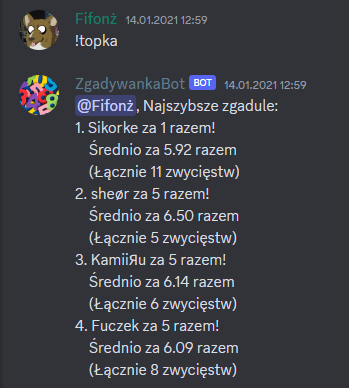 Fifonż 14.01.2021 12:59
!topka
ZgadywankaBot BOT 14.01.2021 12:59
@Fifonż, Najszybsze zgadule:
1. Sikorke za 1 razem!
Średnio za 5.92 razem
(Łącznie 11 zwycięstw)
2. sheør za 5 razem!
Średnio za 6.50 razem
(Łącznie 5 zwycięstw)
3. KamiiЯu za 5 razem!
Średnio za 6.14 razem
(Łącznie 6 zwycięstw)
4. Fuczek za 5 razem!
Średnio za 6.09 razem
(Łącznie 8 zwycięstw)